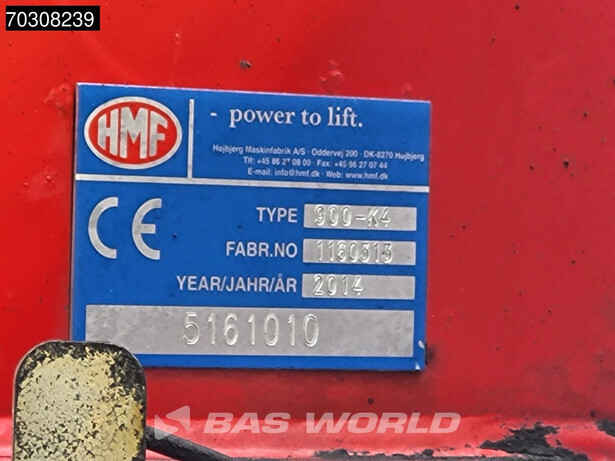 70308239
HMF
- power to lift.
Højbjerg Maskinfabrik A/S · Oddervej 200 · DK-8270 Højbjerg
Tlf: +45 86 27 08 00 · Fax: +45 86 27 07 44
E-mail: info@hmf.dk · Web: www.hmf.dk
CE
TYPE 900-K4
FABR.NO 1160313
YEAR/JAHR/ÅR 2014
5161010
BAS WORLD